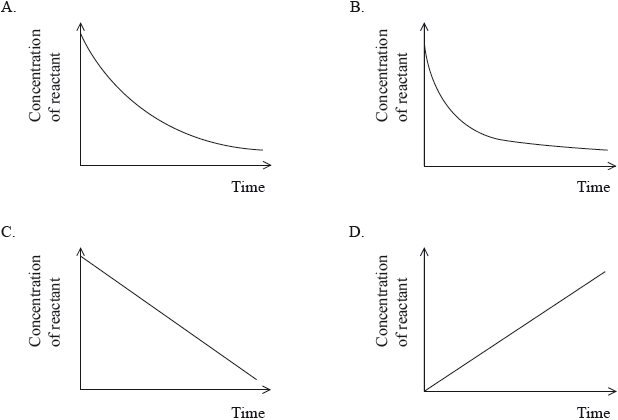 A.
Concentration
of reactant
Time
B.
Concentration
of reactant
Time
C.
Concentration
of reactant
Time
D.
Concentration
of reactant
Time